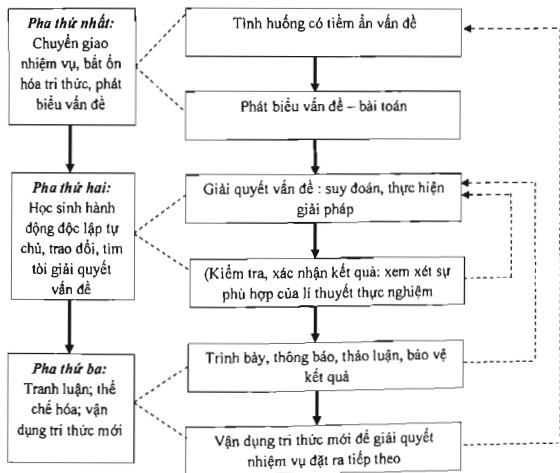 Pha thứ nhất:
Chuyển giao
nhiệm vụ, bất ổn
hóa tri thức, phát
biểu vấn đề
Tình huống có tiềm ẩn vấn đề
Phát biểu vấn đề – bài toán
Pha thứ hai:
Học sinh hành
động độc lập tự
chủ, trao đổi, tìm
tòi giải quyết
vấn đề
Giải quyết vấn đề : suy đoán, thực hiện
giải pháp
(Kiểm tra, xác nhận kết quả: xem xét sự
phù hợp của lí thuyết thực nghiệm
Pha thứ ba:
Tranh luận; thể
chế hóa; vận
dụng tri thức mới
Trình bày, thông báo, thảo luận, bảo vệ
kết quả
Vận dụng tri thức mới để giải quyết
nhiệm vụ đặt ra tiếp theo